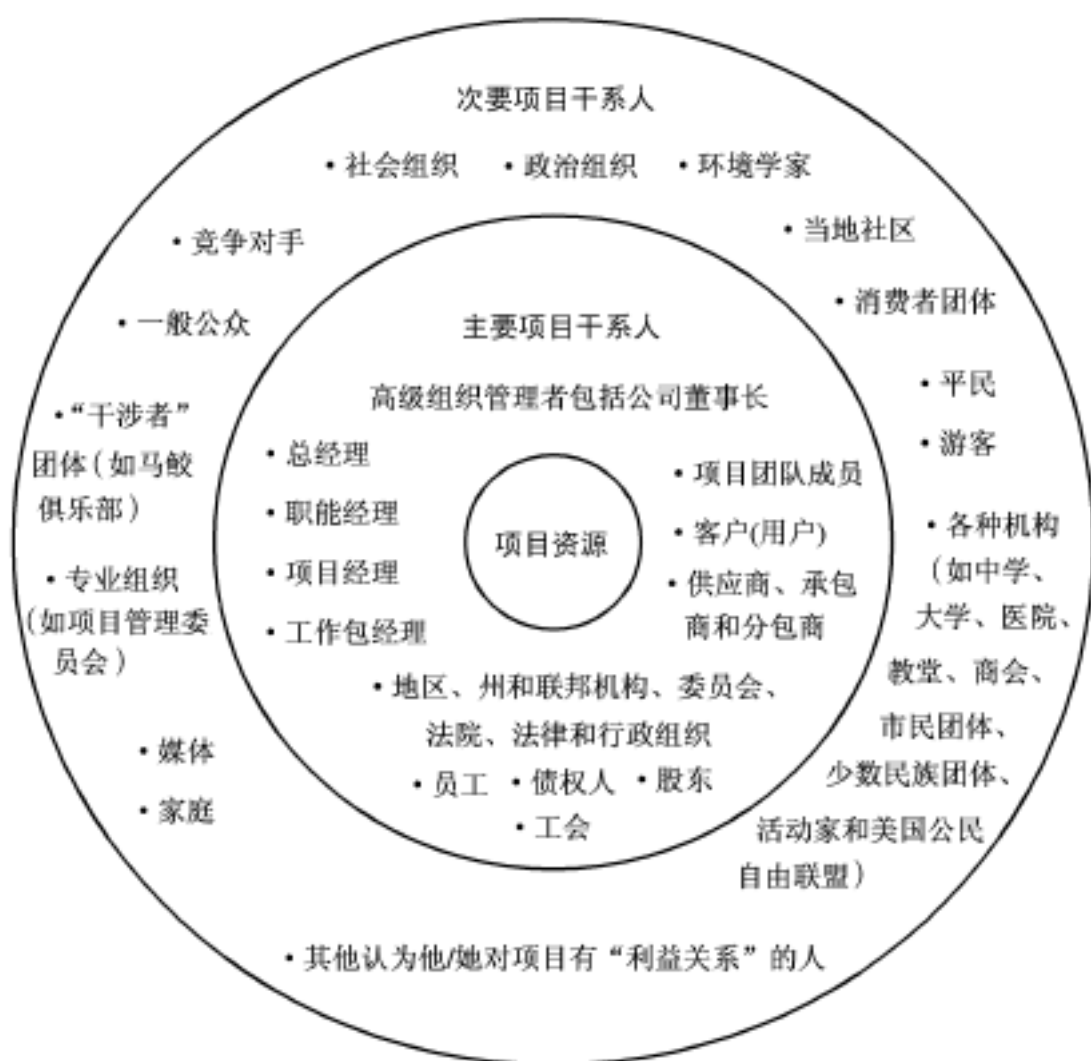 次要项目干系人
• 社会组织 • 政治组织 • 环境学家
• 竞争对手
• 当地社区
• 一般公众
• 消费者团体
• “干涉者”
团体(如马鲛
俱乐部)
• 平民
• 游客
• 专业组织
(如项目管理委
员会)
• 各种机构
(如中学、
大学、医院、
教堂、商会、
市民团体、
少数民族团体、
活动家和美国公民
自由联盟)
• 媒体
• 家庭
• 其他认为他/她对项目有“利益关系”的人
主要项目干系人
高级组织管理者包括公司董事长
• 总经理
• 职能经理
• 项目经理
• 工作包经理
• 项目团队成员
• 客户(用户)
• 供应商、承包
商和分包商
• 地区、州和联邦机构、委员会、
法院、法律和行政组织
• 员工 • 债权人 • 股东
• 工会
项目资源